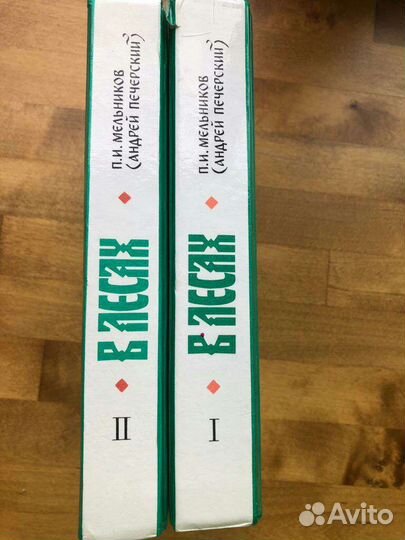 П.И. МЕЛЬНИКОВ
(АНДРЕЙ ПЕЧЕРСКИЙ)
В ЛЕСАХ
II
П.И. МЕЛЬНИКОВ
(АНДРЕЙ ПЕЧЕРСКИЙ)
В ЛЕСАХ
I
Avito